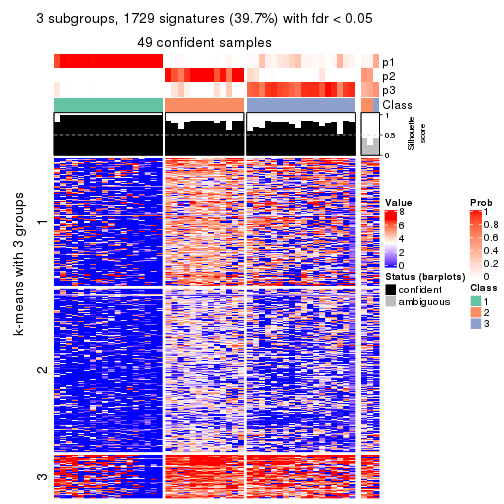 3 subgroups, 1729 signatures (39.7%) with fdr < 0.05
49 confident samples
p1
p2
p3
Class
1
0.5
0
Silhouette
score
k-means with 3 groups
1
2
3
Value
8
6
4
2
0
Status (barplots)
confident
ambiguous
Prob
1
0.8
0.6
0.4
0.2
0
Class
1
2
3